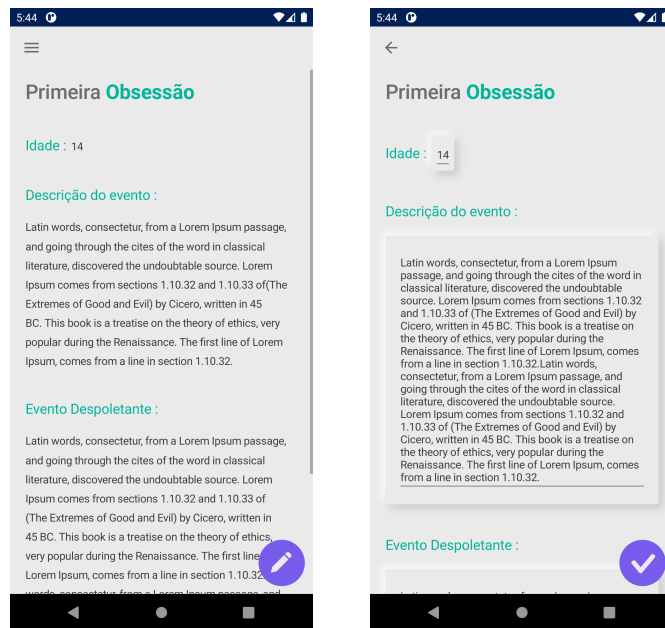 5:44
Primeira Obsessão
Idade : 14
Descrição do evento :
Latin words, consectetur, from a Lorem Ipsum passage,
and going through the cites of the word in classical
literature, discovered the undoubtable source. Lorem
Ipsum comes from sections 1.10.32 and 1.10.33 of(The
Extremes of Good and Evil) by Cicero, written in 45
BC. This book is a treatise on the theory of ethics, very
popular during the Renaissance. The first line of Lorem
Ipsum, comes from a line in section 1.10.32.
Evento Despoletante :
Latin words, consectetur, from a Lorem Ipsum passage,
and going through the cites of the word in classical
literature, discovered the undoubtable source. Lorem
Ipsum comes from sections 1.10.32 and 1.10.33 of
(The Extremes of Good and Evil) by Cicero, written in
45 BC. This book is a treatise on the theory of ethics,
very popular during the Renaissance. The first line
Lorem Ipsum, comes from a line in section 1.10.32.
5:44
Primeira Obsessão
Idade : 14
Descrição do evento :
Latin words, consectetur, from a Lorem Ipsum
passage, and going through the cites of the word in
classical literature, discovered the undoubtable
source. Lorem Ipsum comes from sections 1.10.32
and 1.10.33 of (The Extremes of Good and Evil) by
Cicero, written in 45 BC. This book is a treatise on
the theory of ethics, very popular during the
Renaissance. The first line of Lorem Ipsum, comes
from a line in section 1.10.32.Latin words,
consectetur, from a Lorem Ipsum passage, and
going through the cites of the word in classical
literature, discovered the undoubtable source.
Lorem Ipsum comes from sections 1.10.32 and
1.10.33 of (The Extremes of Good and Evil) by
Cicero, written in 45 BC. This book is a treatise on
the theory of ethics, very popular during the
Renaissance. The first line of Lorem Ipsum, comes
from a line in section 1.10.32.
Evento Despoletante :